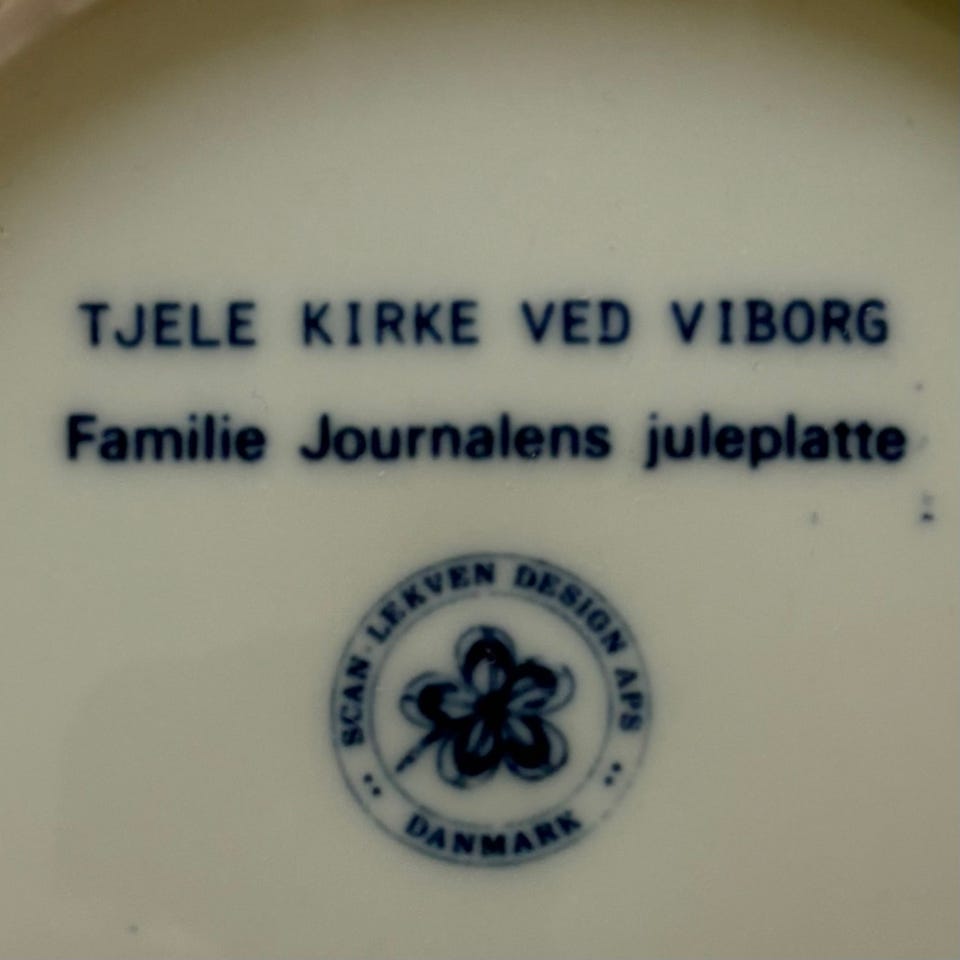 TJELE KIRKE VED VIBORG
Familie Journalens juleplatte
SCAN-LEKVEN DESIGN APS
DANMARK